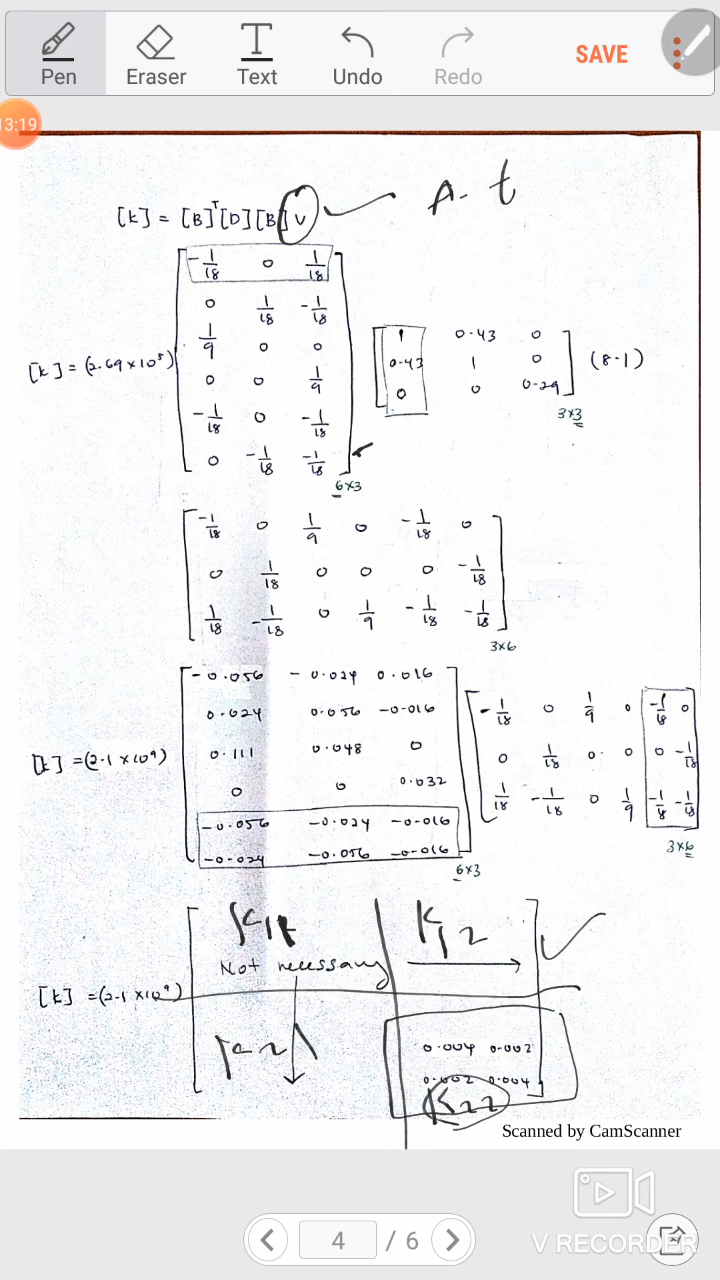 Pen Eraser Text Undo Redo SAVE
13:19
[k] = [B]ᵀ[D][B] V A. t
-1/18 0 1/18
0 1/18 -1/18
1/9 0 0
[k] = (2.69 × 10⁸) 1 0.43 0
0 0 1/9 0.43 1 0 (8.1)
-1/18 0 -1/18 0 0 0.29
0 -1/18 -1/18 3×3
6×3
-1/18 0 1/9 0 -1/18 0
0 1/18 0 0 0 -1/18
1/18 -1/18 0 1/9 -1/18 -1/18
3×6
-0.056 -0.024 0.016
0.024 0.056 -0.016 -1/18 0 1/9 0 -1/18 0
[k] = (2.1 × 10⁹) 0.111 0.048 0 0 1/18 0 0 0 -1/18
0 0 0.032 1/18 -1/18 0 1/9 -1/18 -1/18
-0.056 -0.024 -0.016 3×6
-0.024 -0.056 -0.016
6×3
K11 K12
Not necessary
[k] = (2.1 × 10⁹)
K21 0.004 0.002
0.002 0.004
K22
Scanned by CamScanner
4 / 6
V RECORDER